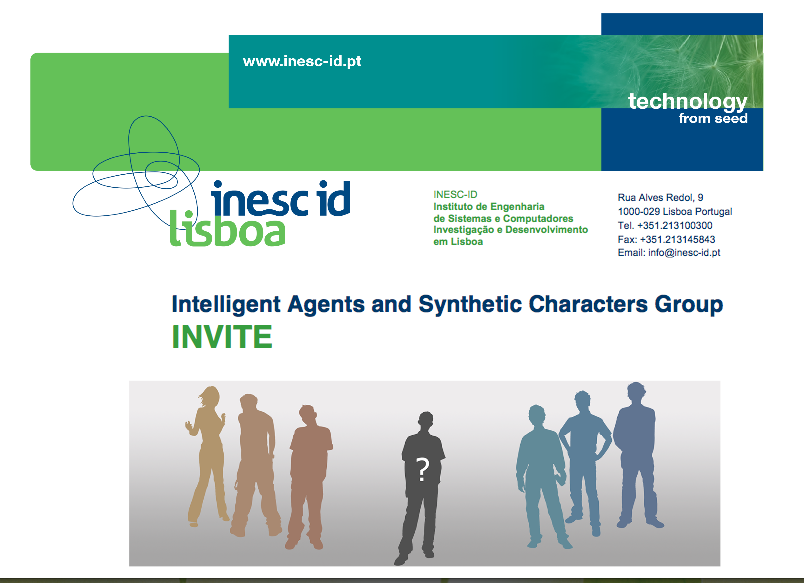 www.inesc-id.pt
technology
from seed
inesc id
lisboa
INESC-ID
Instituto de Engenharia
de Sistemas e Computadores
Investigação e Desenvolvimento
em Lisboa
Rua Alves Redol, 9
1000-029 Lisboa Portugal
Tel. +351.213100300
Fax: +351.213145843
Email: info@inesc-id.pt
Intelligent Agents and Synthetic Characters Group
INVITE
?